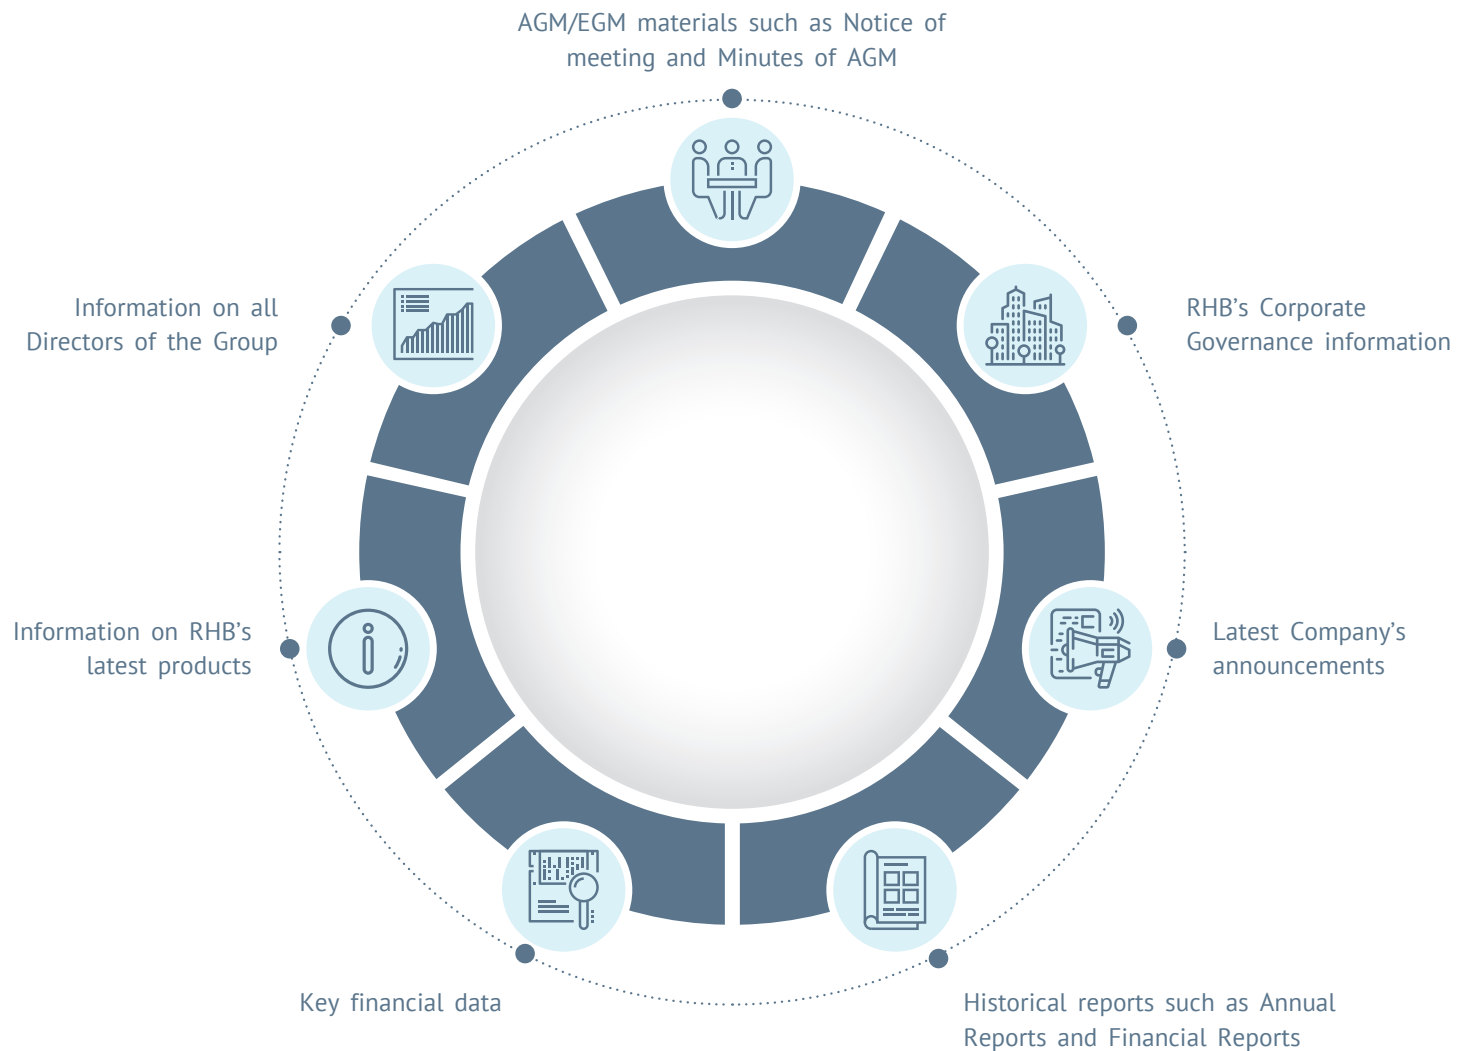 AGM/EGM materials such as Notice of
meeting and Minutes of AGM
Information on all
Directors of the Group
RHB’s Corporate
Governance information
Information on RHB’s
latest products
Latest Company’s
announcements
Key financial data
Historical reports such as Annual
Reports and Financial Reports